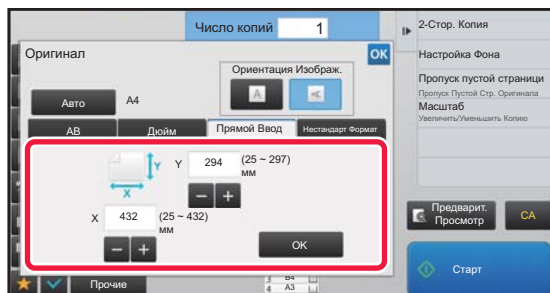 Число копий 1
Оригинал
OK
Ориентация Изображ.
Авто
A4
A
A
AB
Дюйм
Прямой Ввод
Нестандарт Формат
Y
X
Y 294 (25 ~ 297)
мм
X 432 (25 ~ 432)
мм
OK
Прочие
3 B4
4 A3
2-Стор. Копия
Настройка Фона
Пропуск пустой страници
Пропуск Пустой Стр. Оригинала
Масштаб
Увеличить/Уменьшить Копию
Предварит.
Просмотр
CA
Старт